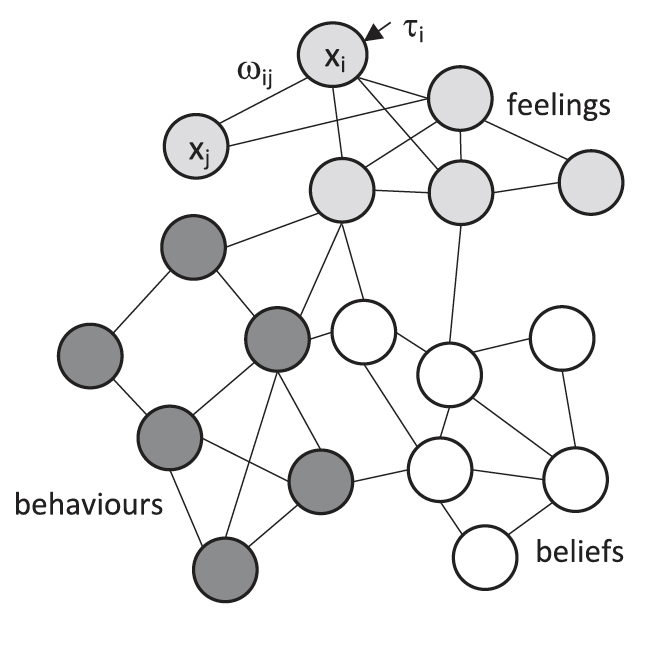 τi
xi
ωij
feelings
xj
behaviours
beliefs